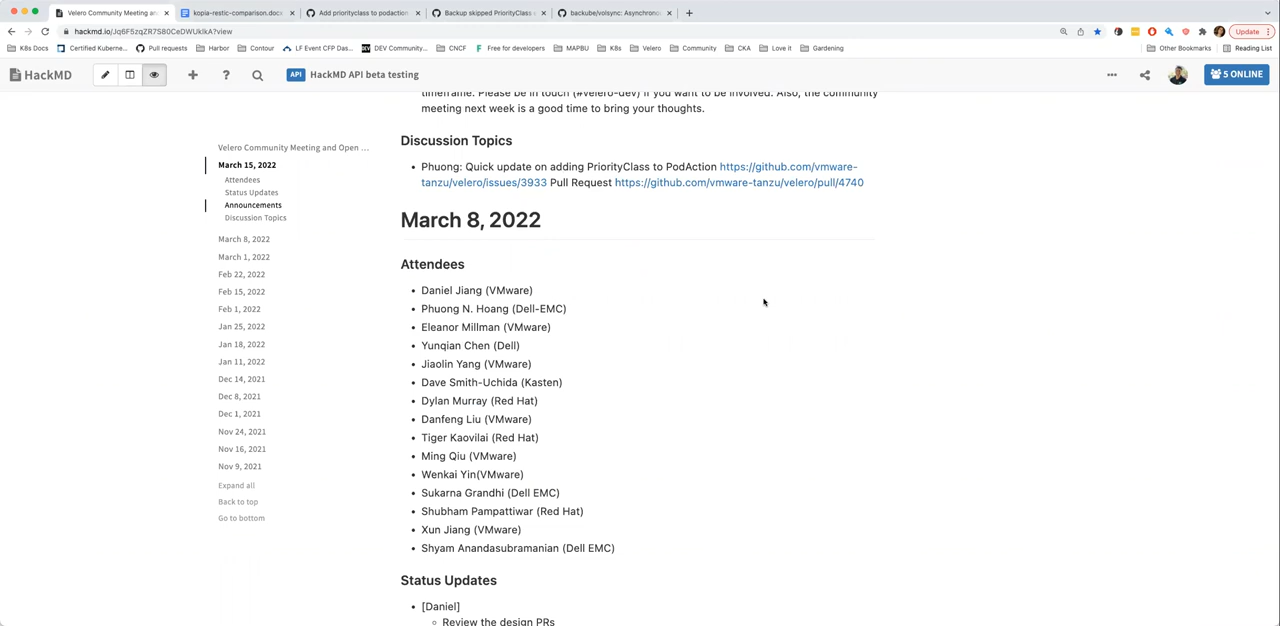 Velero Community Meeting an
kopia-restic-comparison.docx
Add priorityclass to podaction
Backup skipped PriorityClass
backube/volsync: Asynchrono
hackmd.io/Jq6F5zqZR7S80CeDWUkIkA?view
Update
K8s Docs
Certified Kuberne...
Pull requests
Harbor
Contour
LF Event CFP Das...
DEV Community...
CNCF
Free for developers
MAPBU
K8s
Velero
Community
CKA
Love it
Gardening
Other Bookmarks
Reading List
HackMD
API HackMD API beta testing
5 ONLINE
timeframe. Please be in touch (#velero-dev) if you want to be involved. Also, the community
meeting next week is a good time to bring your thoughts.
Velero Community Meeting and Open ...
March 15, 2022
Attendees
Status Updates
Announcements
Discussion Topics
March 8, 2022
March 1, 2022
Feb 22, 2022
Feb 15, 2022
Feb 1, 2022
Jan 25, 2022
Jan 18, 2022
Jan 11, 2022
Dec 14, 2021
Dec 8, 2021
Dec 1, 2021
Nov 24, 2021
Nov 16, 2021
Nov 9, 2021
Expand all
Back to top
Go to bottom
Discussion Topics
Phuong: Quick update on adding PriorityClass to PodAction https://github.com/vmware-
tanzu/velero/issues/3933 Pull Request https://github.com/vmware-tanzu/velero/pull/4740
March 8, 2022
Attendees
Daniel Jiang (VMware)
Phuong N. Hoang (Dell-EMC)
Eleanor Millman (VMware)
Yunqian Chen (Dell)
Jiaolin Yang (VMware)
Dave Smith-Uchida (Kasten)
Dylan Murray (Red Hat)
Danfeng Liu (VMware)
Tiger Kaovilai (Red Hat)
Ming Qiu (VMware)
Wenkai Yin(VMware)
Sukarna Grandhi (Dell EMC)
Shubham Pampattiwar (Red Hat)
Xun Jiang (VMware)
Shyam Anandasubramanian (Dell EMC)
Status Updates
[Daniel]
Review the design PRs